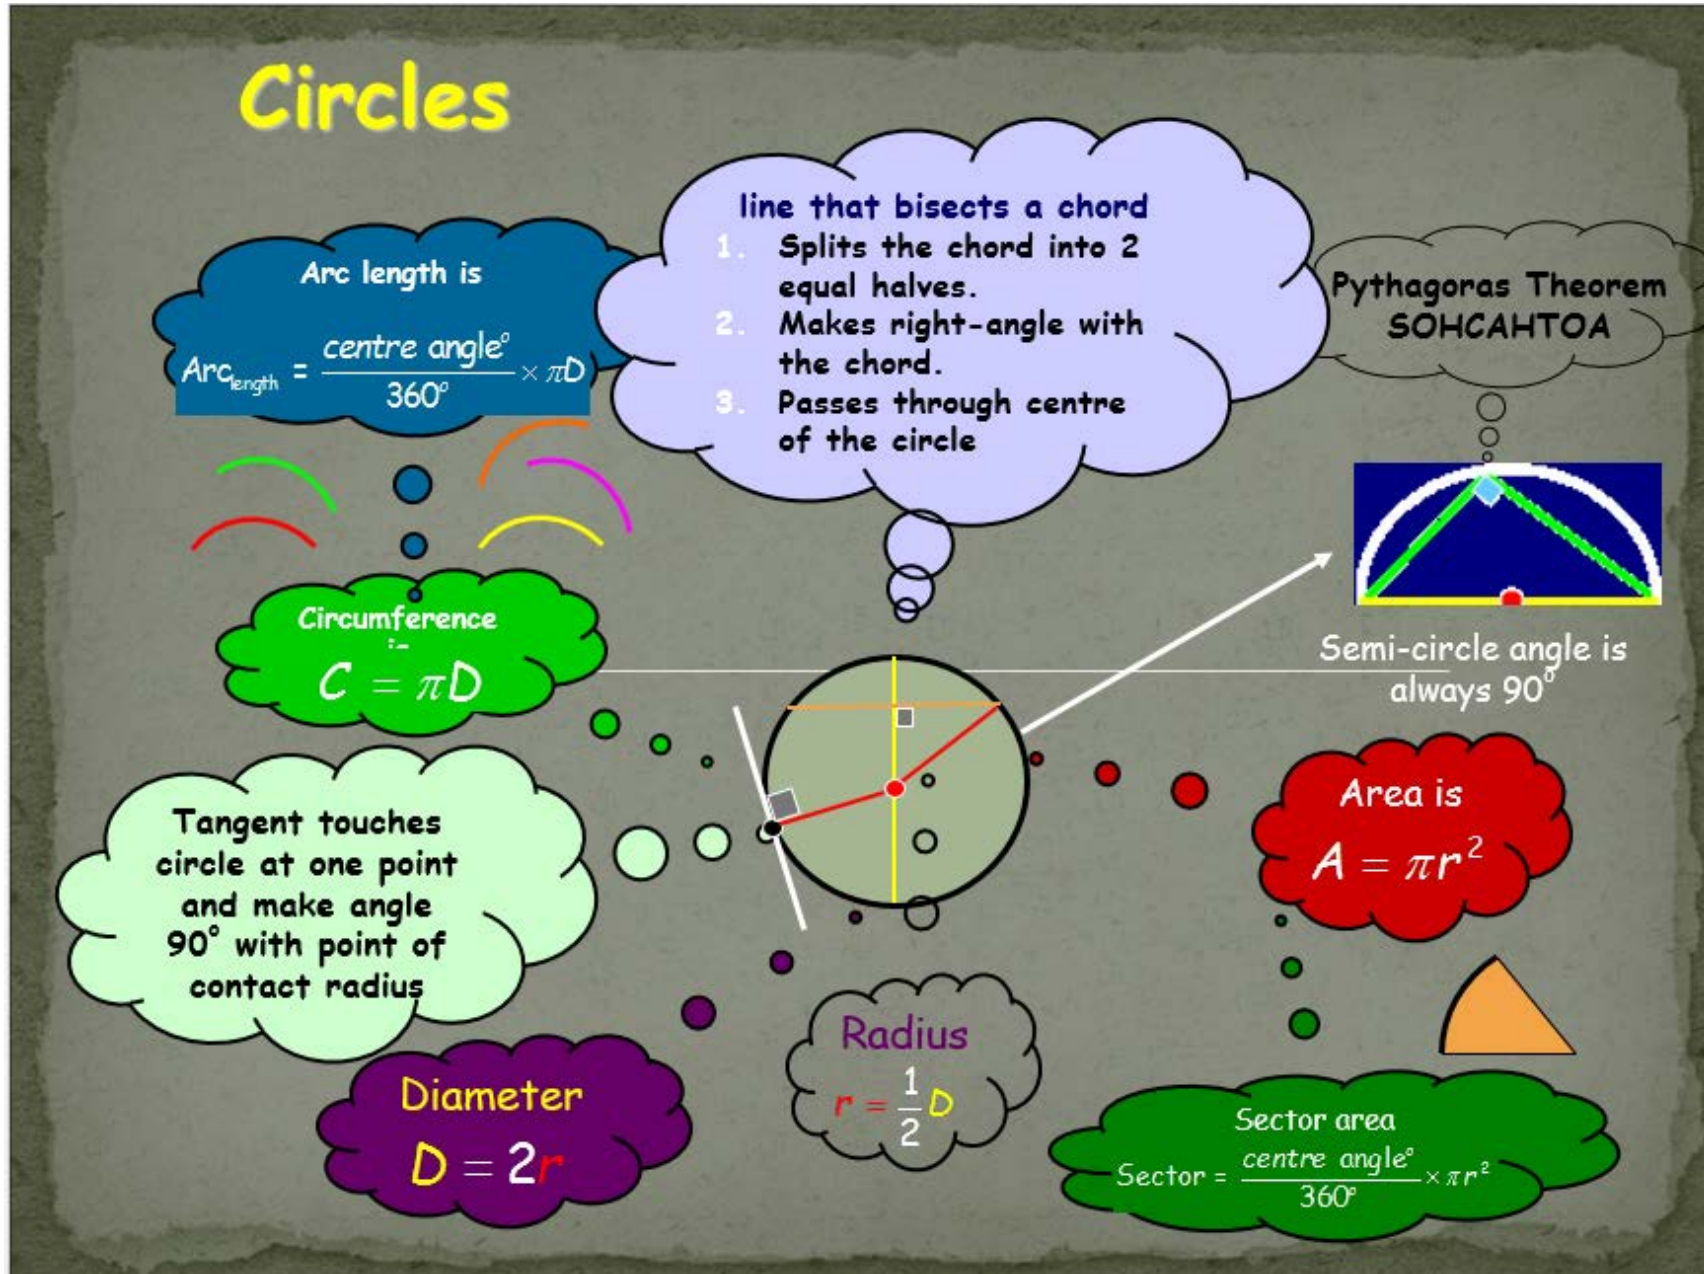 Circles
Arc length is
Arc_length = centre angle° / 360° × πD
line that bisects a chord
1. Splits the chord into 2
equal halves.
2. Makes right-angle with
the chord.
3. Passes through centre
of the circle
Pythagoras Theorem
SOHCAHTOA
Semi-circle angle is
always 90°
Circumference
:-
C = πD
Tangent touches
circle at one point
and make angle
90° with point of
contact radius
Area is
A = πr²
Diameter
D = 2r
Radius
r = 1/2 D
Sector area
Sector = centre angle° / 360° × πr²